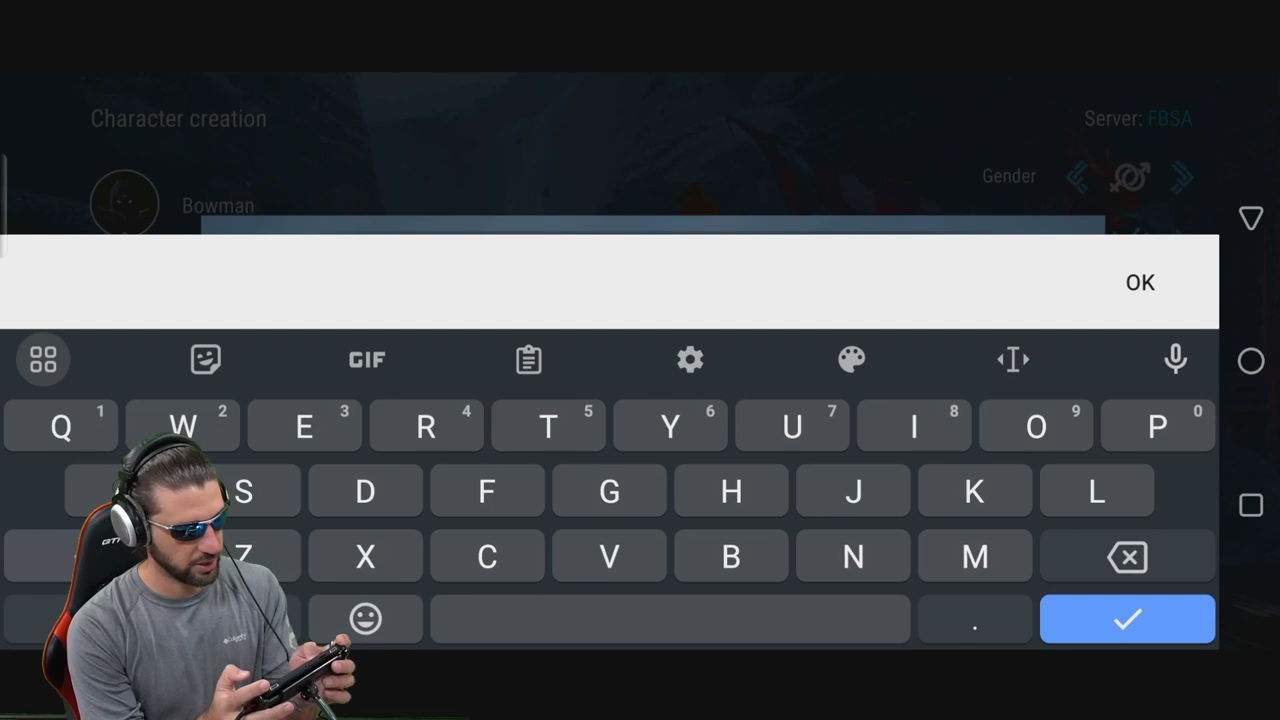 Character creation
Server: FBSA
Gender
Bowman
OK
GIF
Q 1 W 2 E 3 R 4 T 5 Y 6 U 7 I 8 O 9 P 0
S D F G H J K L
Z X C V B N M
.